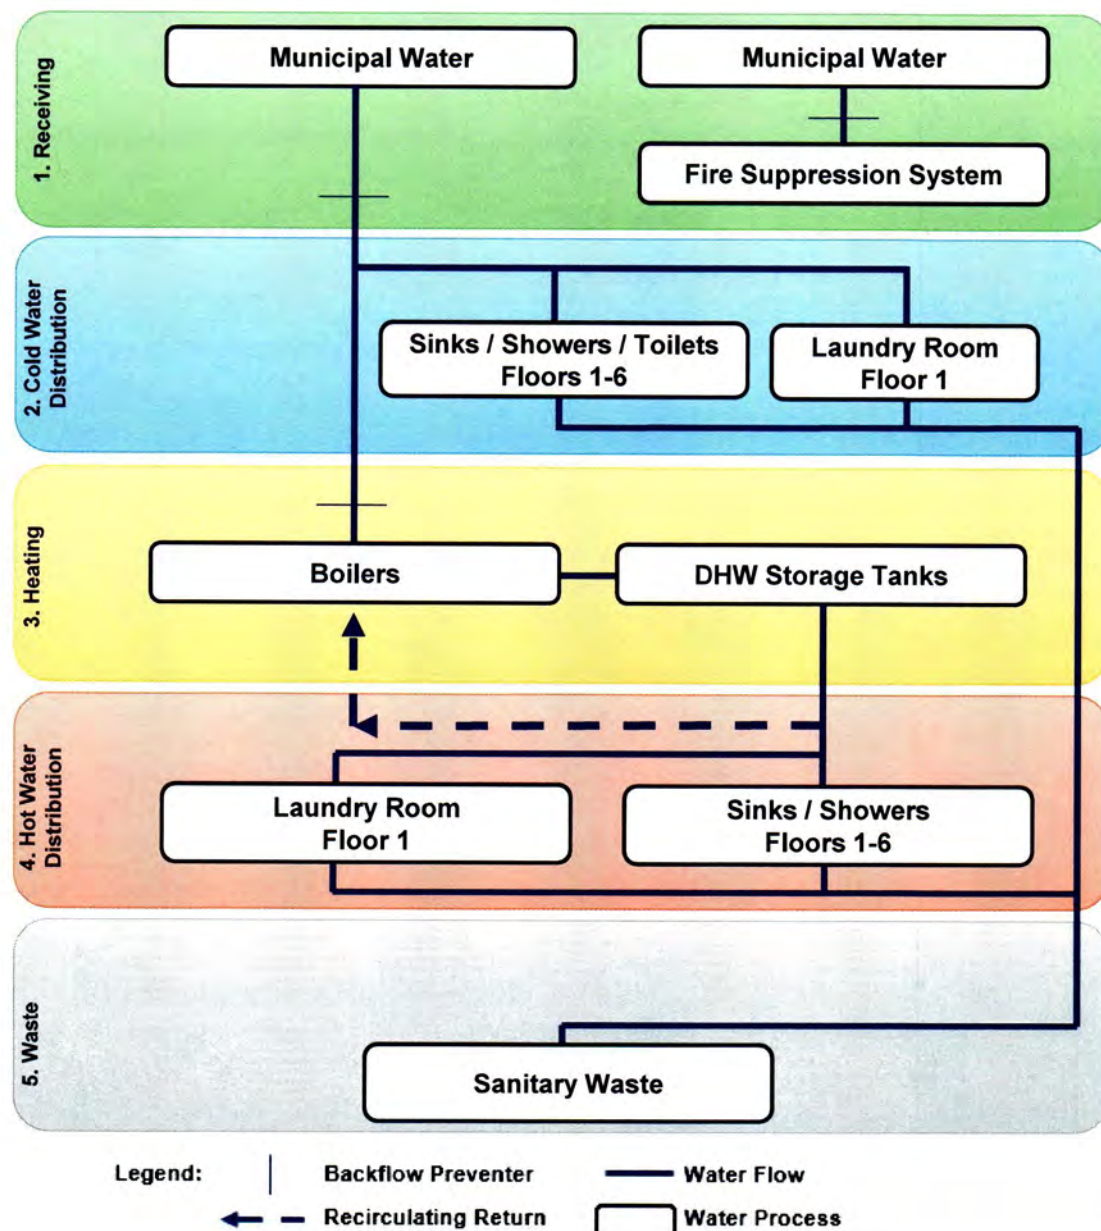 1. Receiving
Municipal Water
Municipal Water
Fire Suppression System
2. Cold Water
Distribution
Sinks / Showers / Toilets
Floors 1-6
Laundry Room
Floor 1
3. Heating
Boilers
DHW Storage Tanks
4. Hot Water
Distribution
Laundry Room
Floor 1
Sinks / Showers
Floors 1-6
5. Waste
Sanitary Waste
Legend:
Backflow Preventer
Water Flow
Recirculating Return
Water Process